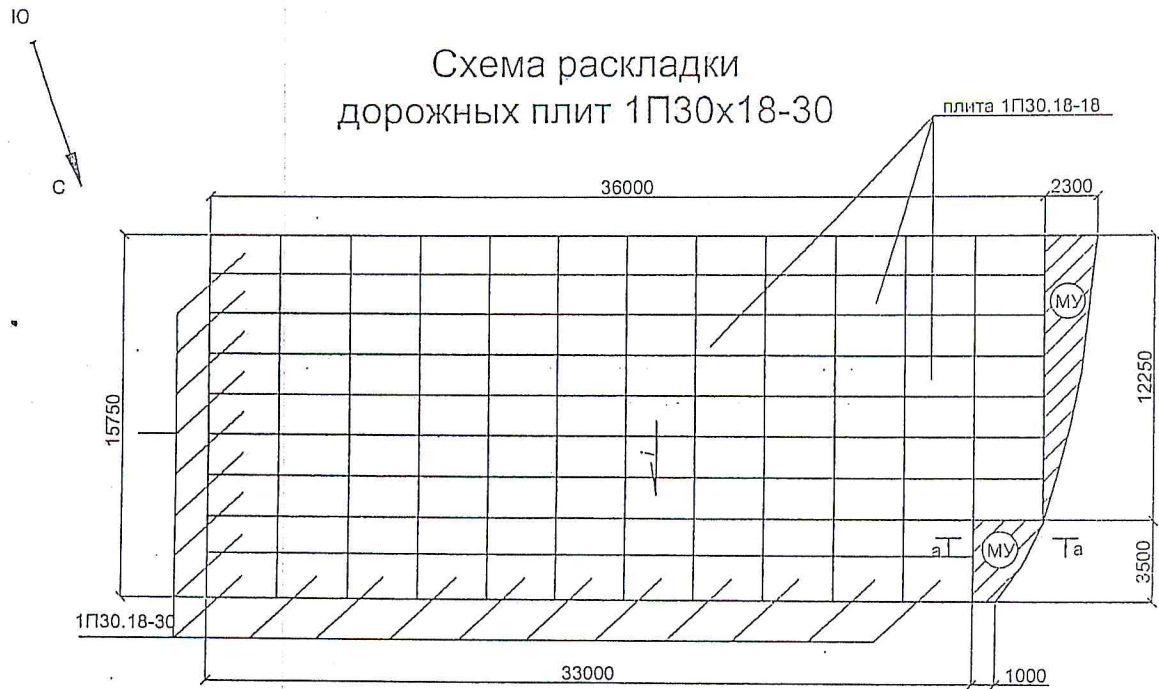 Ю
С
Схема раскладки
дорожных плит 1П30х18-30
плита 1П30.18-18
36000
2300
15750
МУ
12250
i
а
МУ
а
3500
1П30.18-30
33000
1000